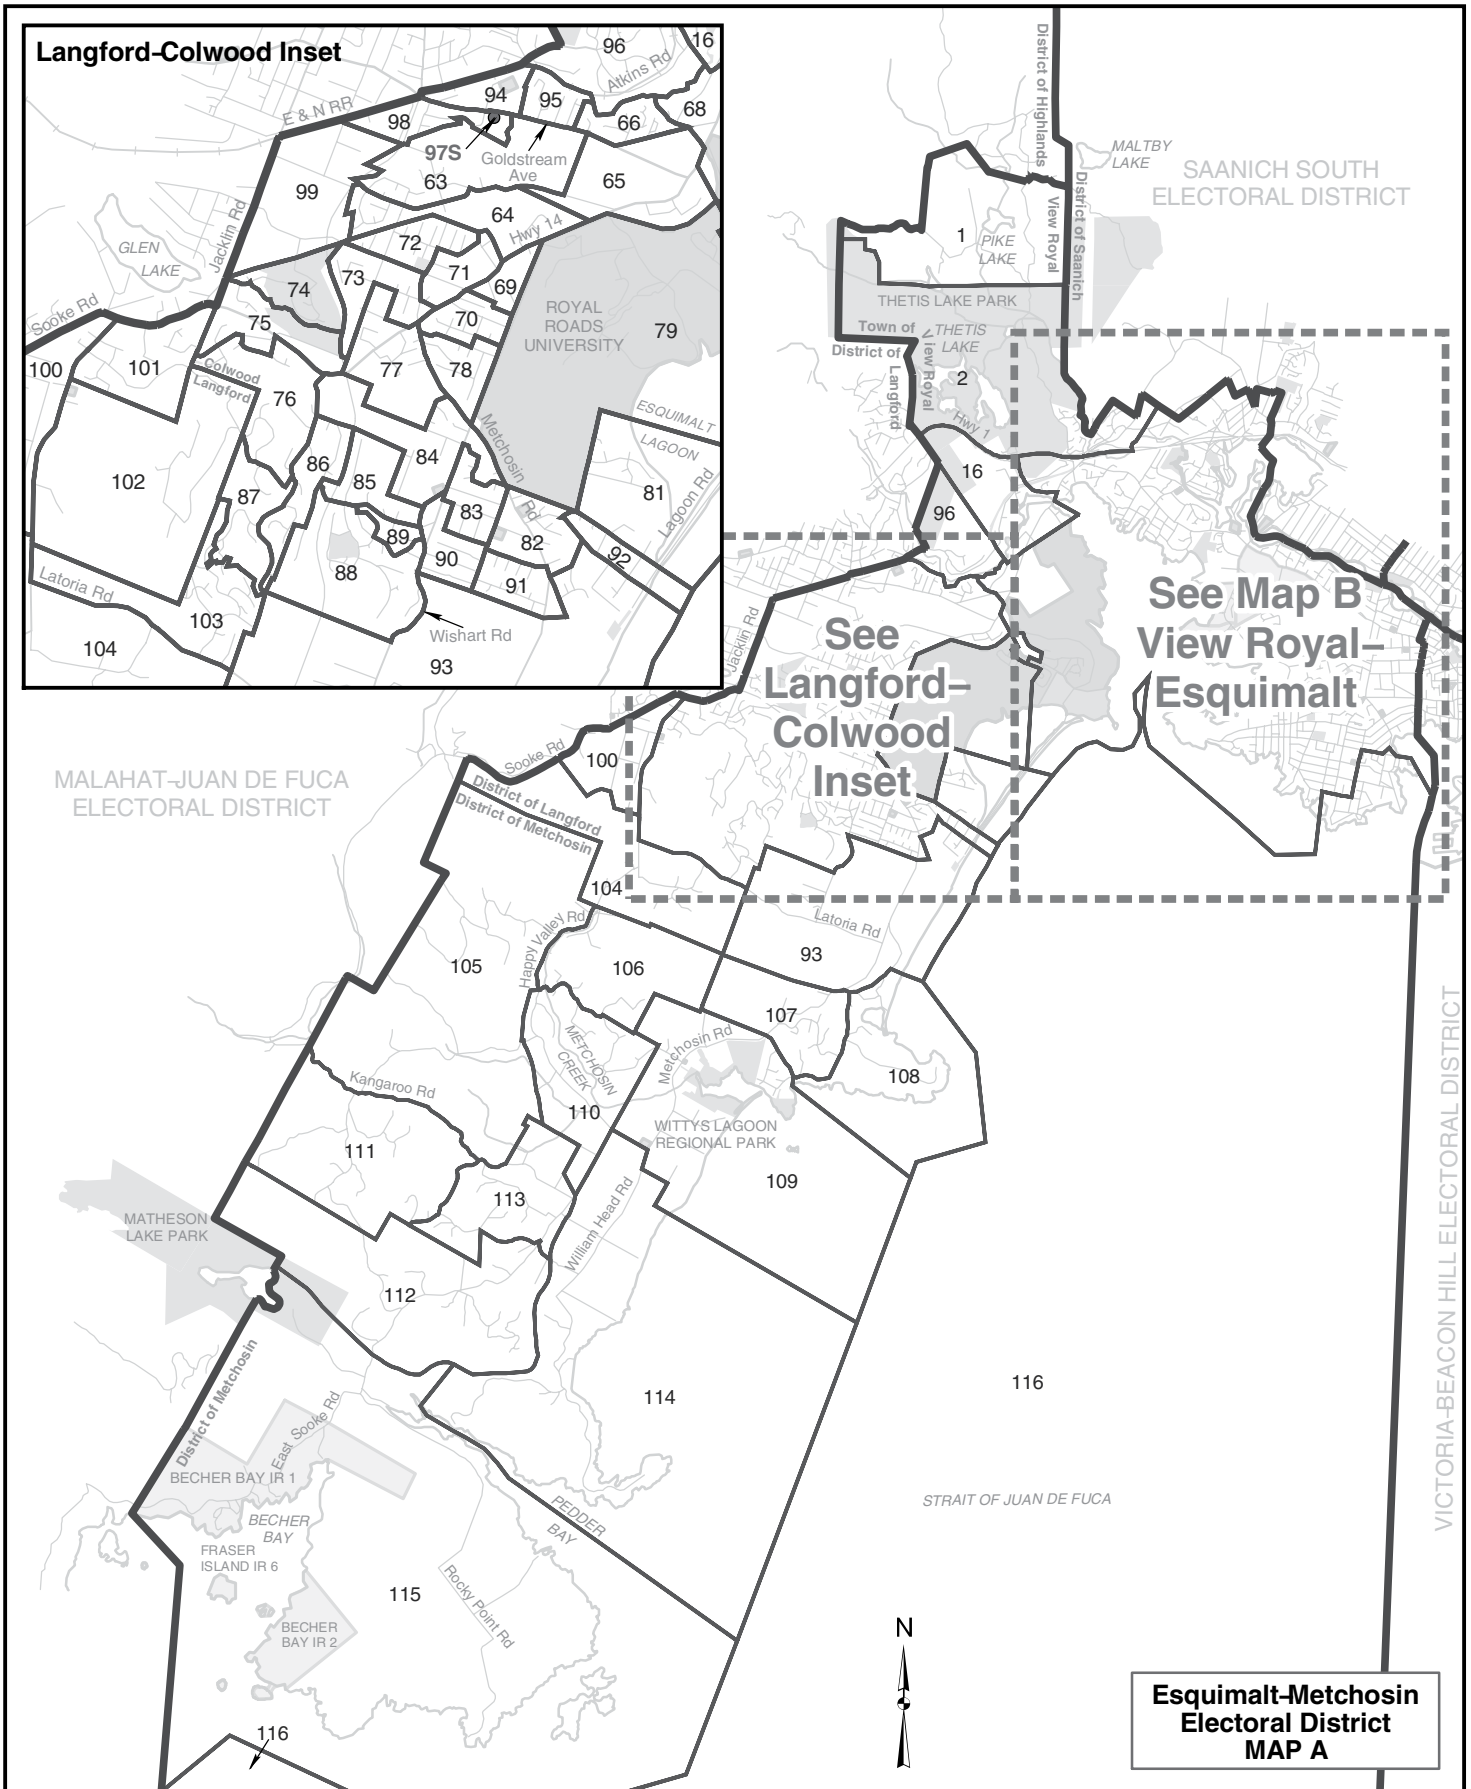 Langford-Colwood Inset
96
16
Atkins Rd
E & N RR
94
95
68
98
66
97S
Goldstream
Ave
63
65
99
64
Hwy 14
Jacklin Rd
72
GLEN
LAKE
71
73
69
74
ROYAL
ROADS
UNIVERSITY
79
Sooke Rd
75
70
100
101
77
78
Colwood
Langford
76
ESQUIMALT
LAGOON
Metchosin
Rd
84
86
102
85
87
81
Lagoon Rd
83
89
82
92
90
88
91
Latoria Rd
103
Wishart Rd
104
93
District of Highlands
MALTBY
LAKE
SAANICH SOUTH
ELECTORAL DISTRICT
District of Saanich
View Royal
1
PIKE
LAKE
THETIS LAKE PARK
Town of
View Royal
District of
Langford
THETIS
LAKE
2
Hwy 1
16
96
See Map B
View Royal–
Esquimalt
Jacklin Rd
See
Langford–
Colwood
Inset
MALAHAT-JUAN DE FUCA
ELECTORAL DISTRICT
Sooke Rd
100
District of Langford
District of Metchosin
104
Happy Valley Rd
Latoria Rd
93
105
106
107
METCHOSIN
CREEK
Metchosin Rd
108
Kangaroo Rd
110
WITTYS LAGOON
REGIONAL PARK
111
109
113
MATHESON
LAKE PARK
William Head Rd
112
VICTORIA-BEACON HILL ELECTORAL DISTRICT
District of Metchosin
114
116
East Sooke Rd
BECHER BAY IR 1
STRAIT OF JUAN DE FUCA
BECHER
BAY
PEDDER
BAY
FRASER
ISLAND IR 6
115
Rocky Point Rd
BECHER
BAY IR 2
N
116
Esquimalt-Metchosin
Electoral District
MAP A